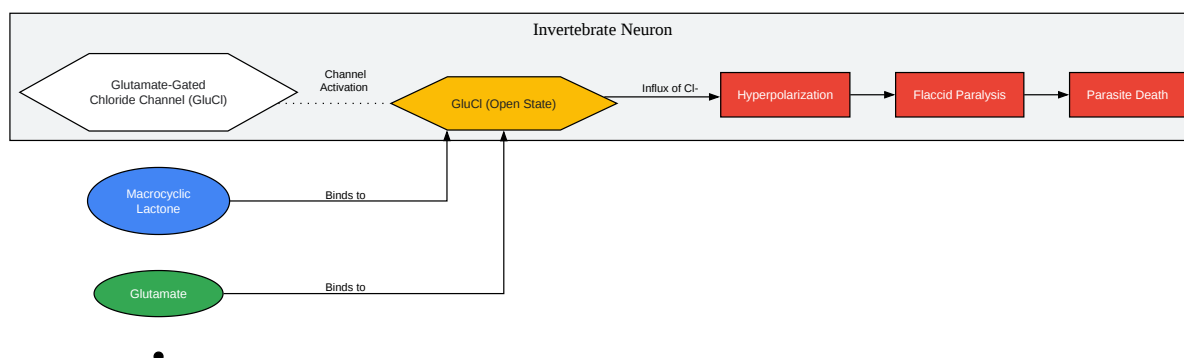 Invertebrate Neuron
Glutamate-Gated
Chloride Channel (GluCl)
Channel
Activation
GluCl (Open State)
Influx of Cl-
Hyperpolarization
Flaccid Paralysis
Parasite Death
Macrocyclic
Lactone
Binds to
Glutamate
Binds to